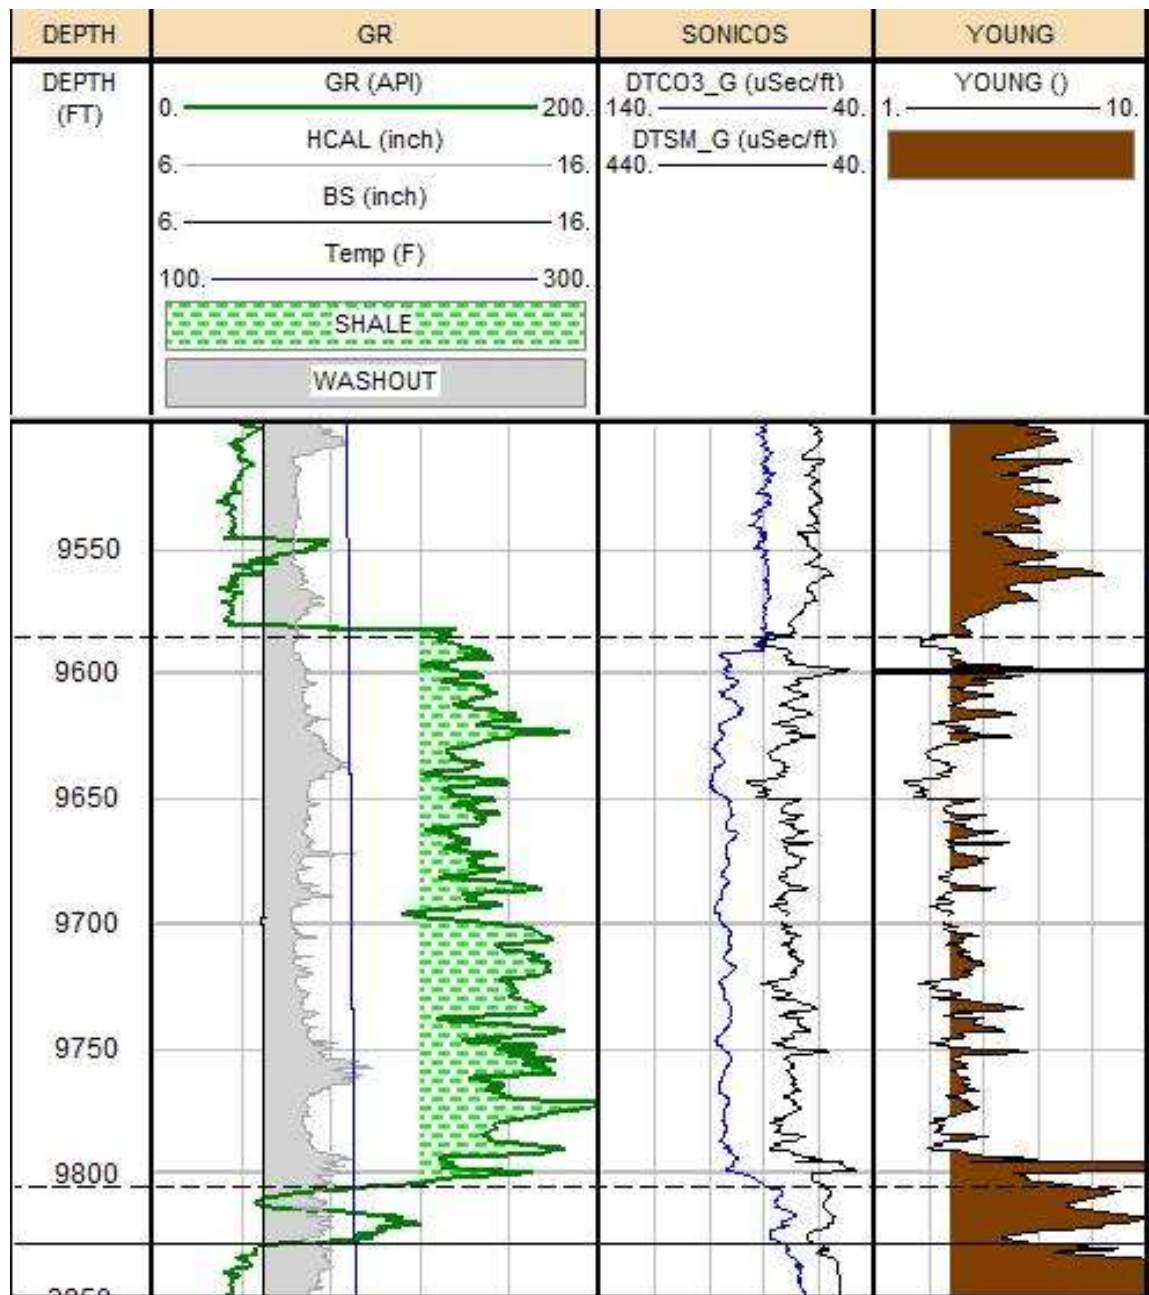 DEPTH GR SONICOS YOUNG
DEPTH (FT)
GR (API)
0. 200.
HCAL (inch)
6. 16.
BS (inch)
6. 16.
Temp (F)
100. 300.
SHALE
WASHOUT
DTCO3_G (uSec/ft)
140. 40.
DTSM_G (uSec/ft)
440. 40.
YOUNG ()
1. 10.
9550
9600
9650
9700
9750
9800